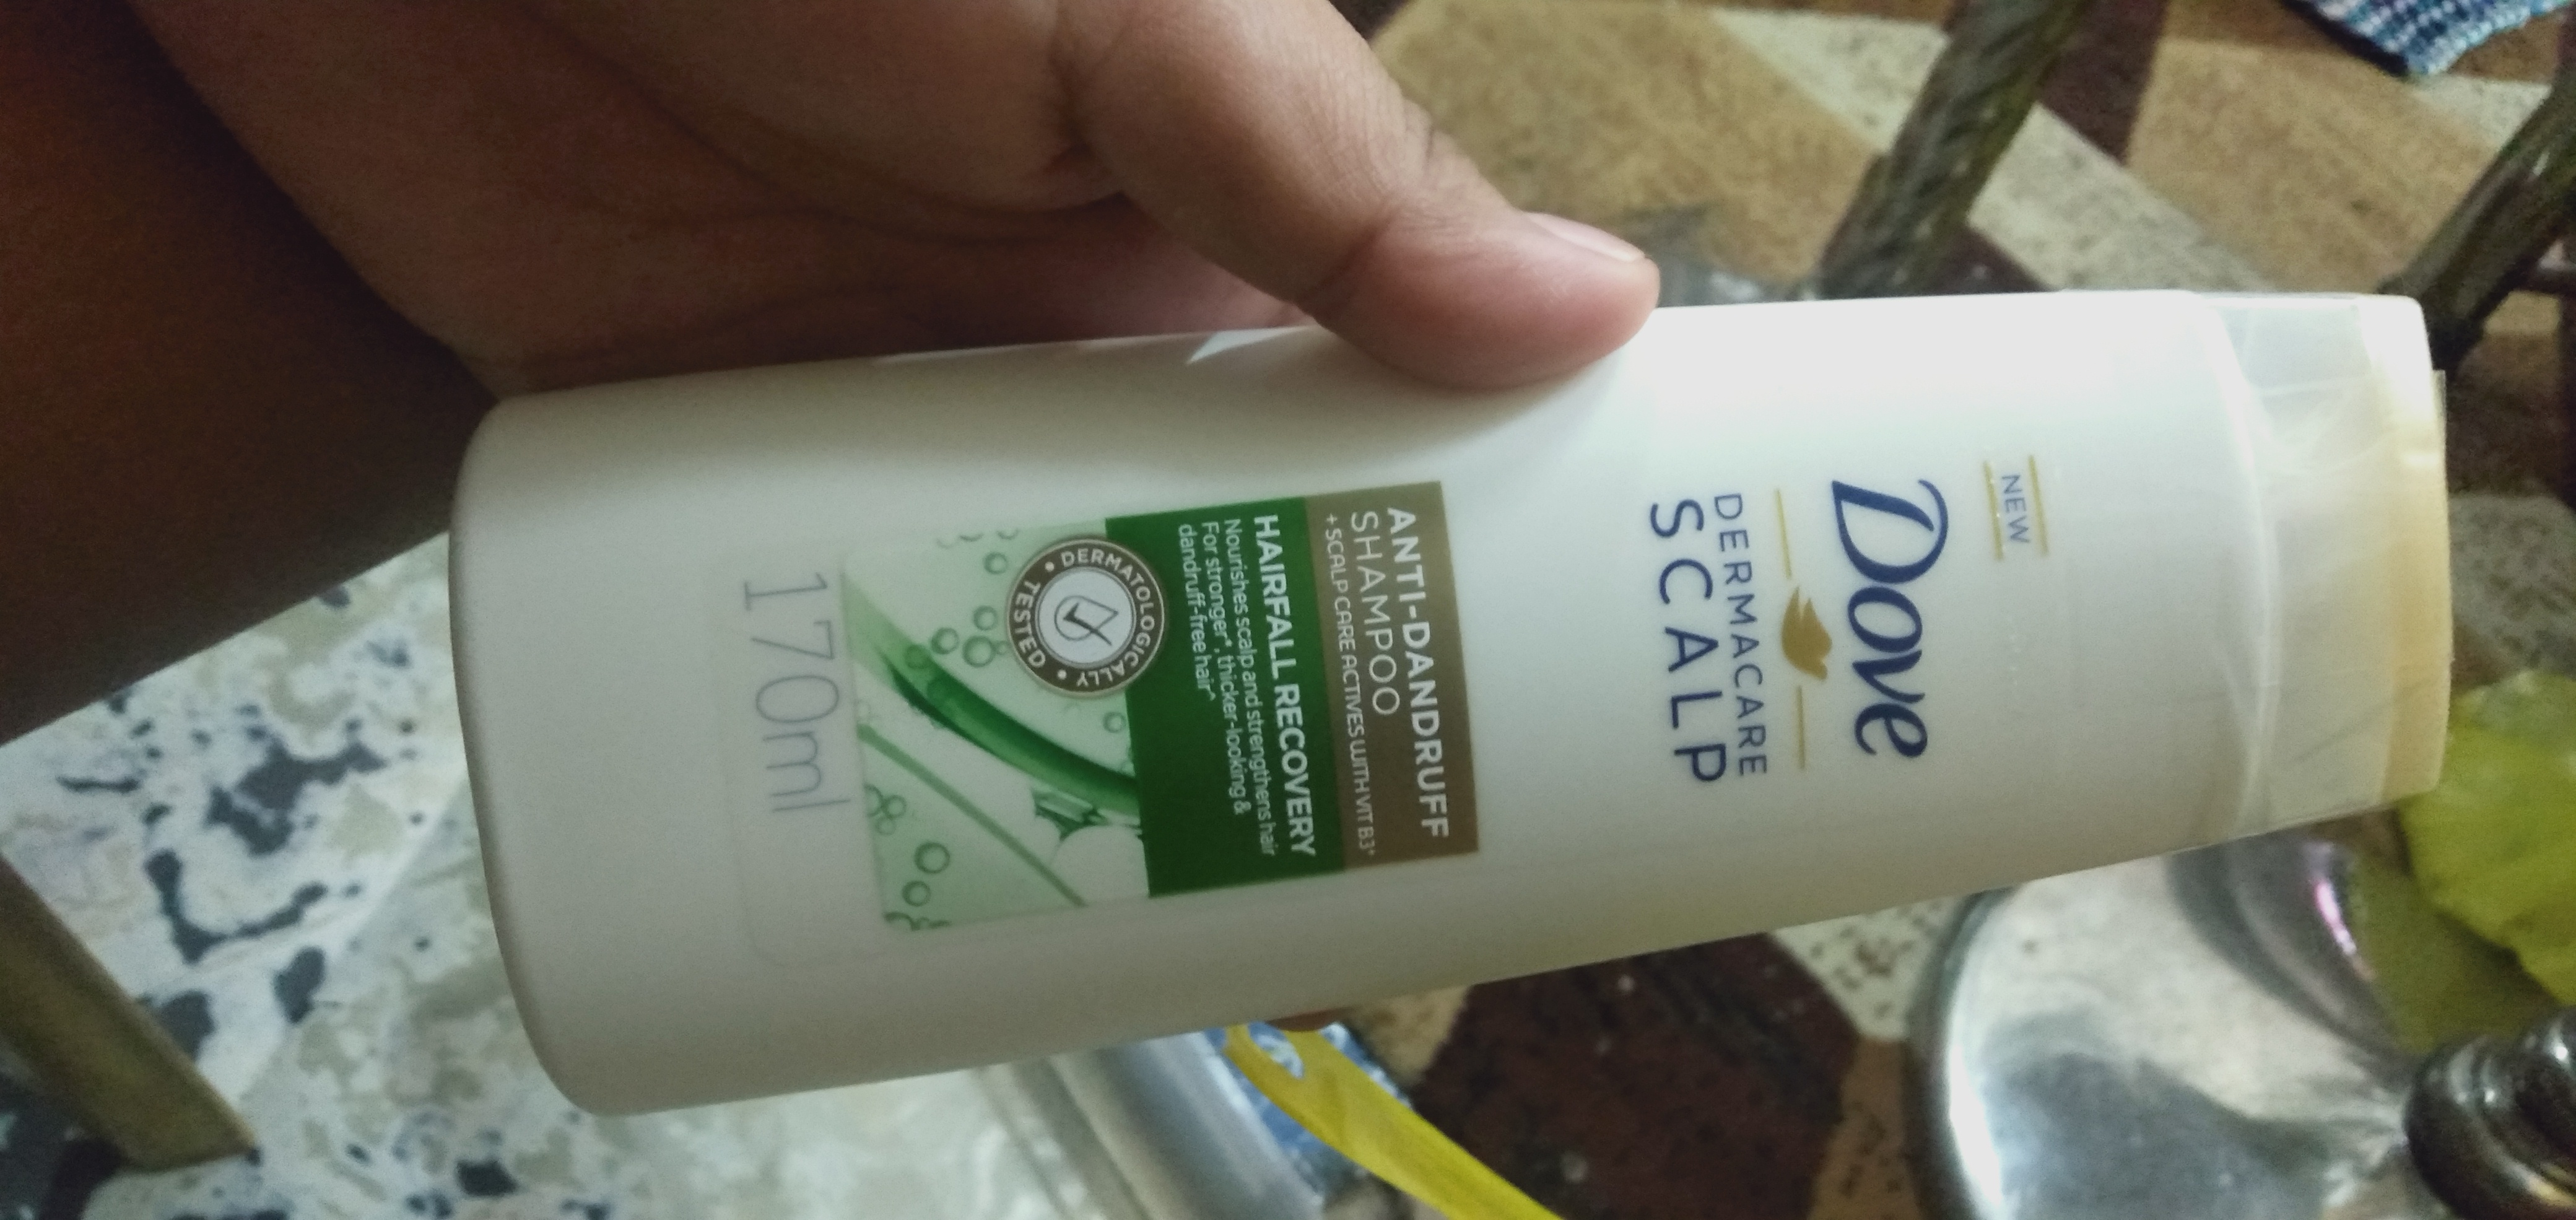 NEW
Dove
DERMACARE
SCALP
ANTI-DANDRUFF
SHAMPOO
+SCALP CARE ACTIVES WITH VIT B3*
HAIRFALL RECOVERY
Nourishes scalp and strengthens hair
For stronger*, thicker-looking &
dandruff-free hair^
DERMATOLOGICALLY TESTED
170ml